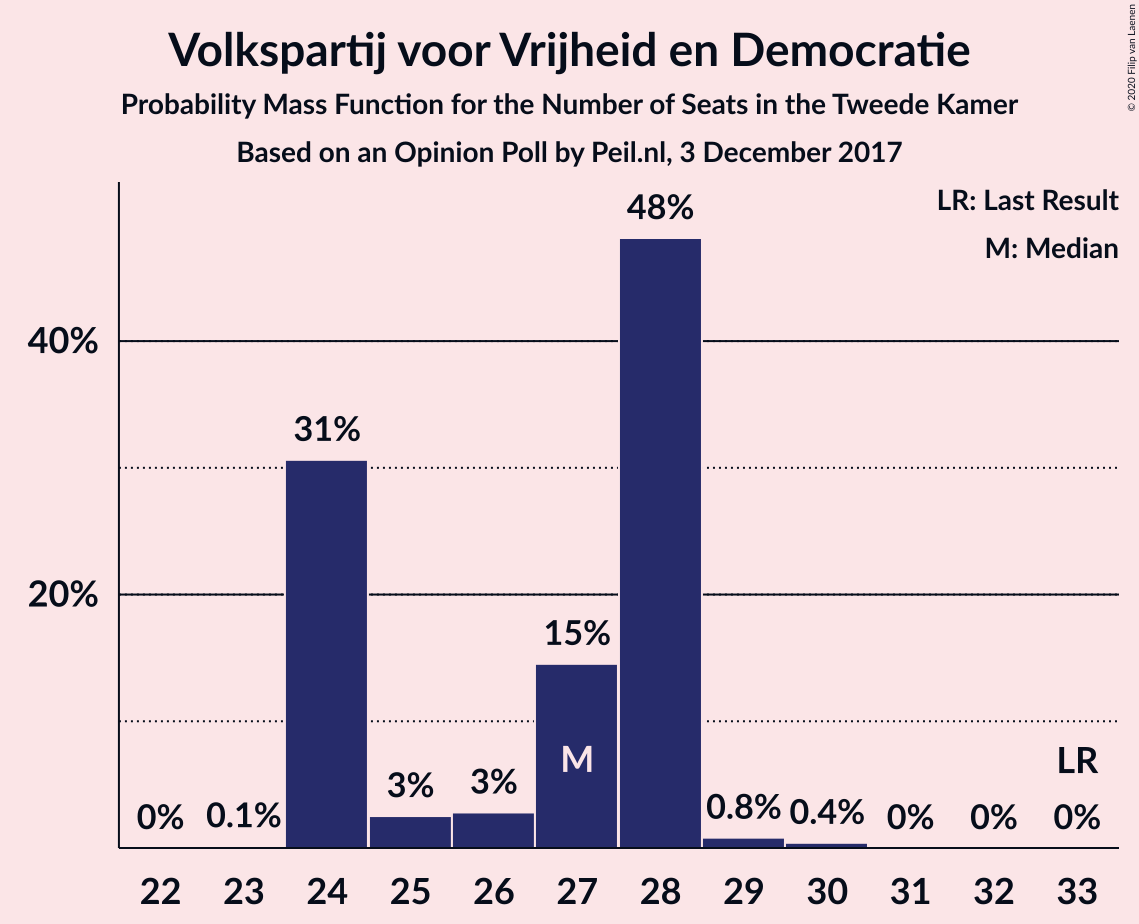 Volkspartij voor Vrijheid en Democratie
Probability Mass Function for the Number of Seats in the Tweede Kamer
Based on an Opinion Poll by Peil.nl, 3 December 2017
© 2020 Filip van Laenen
LR: Last Result
M: Median
40%
20%
0%
0.1%
31%
3%
3%
15%
M
48%
0.8%
0.4%
0%
0%
LR
0%
22 23 24 25 26 27 28 29 30 31 32 33